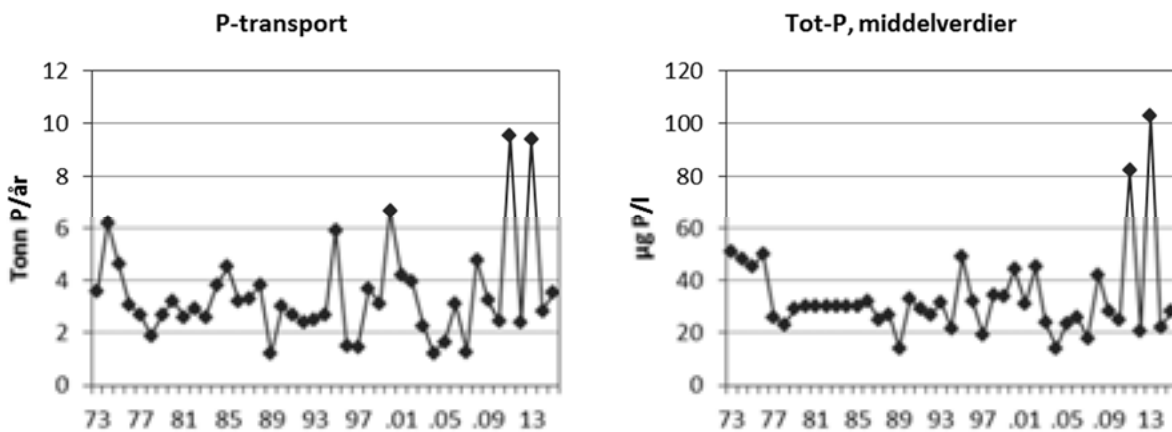 P-transport
Tonn P/år
12
10
8
6
4
2
0
73 77 81 85 89 93 97 .01 .05 .09 13
Tot-P, middelverdier
µg P/l
120
100
80
60
40
20
0
73 77 81 85 89 93 97 .01 .05 .09 13